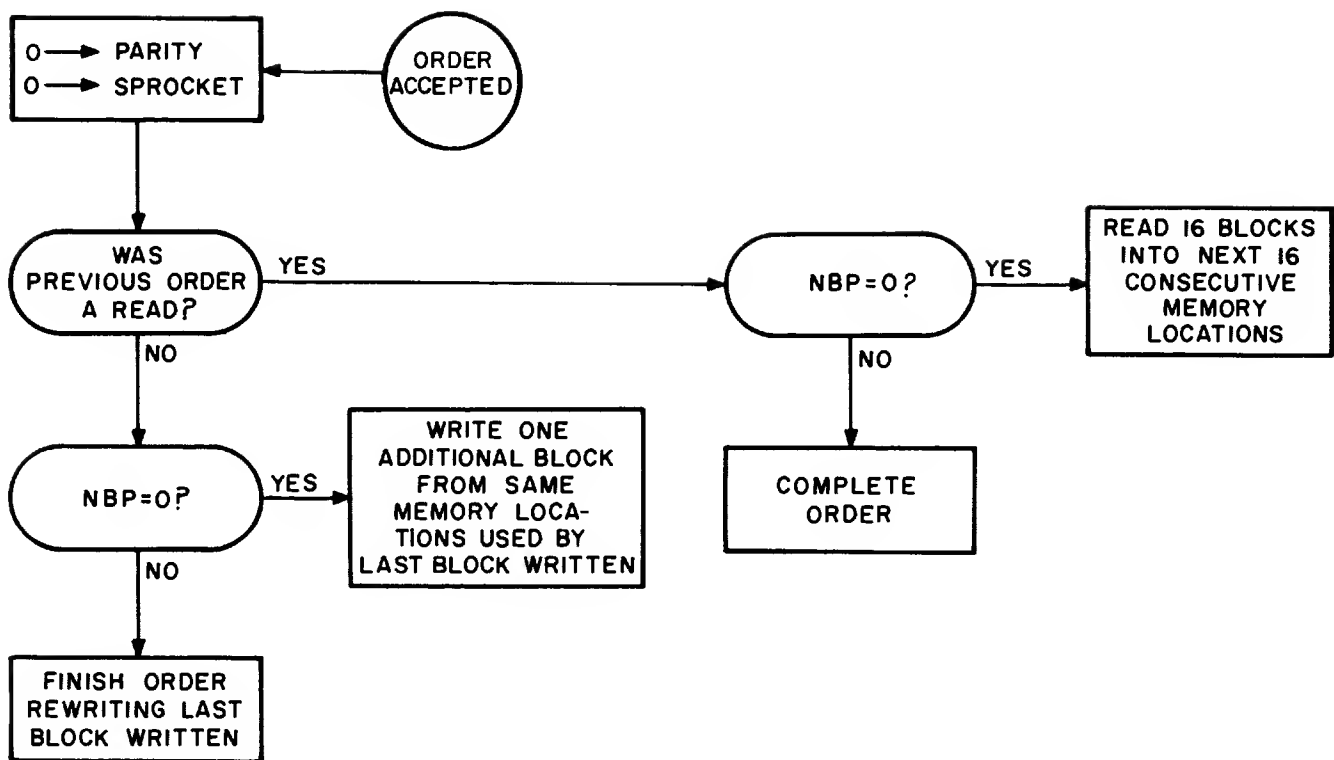 0 → PARITY
0 → SPROCKET
ORDER
ACCEPTED
WAS
PREVIOUS ORDER
A READ?
YES
NO
NBP=0?
YES
NO
READ 16 BLOCKS
INTO NEXT 16
CONSECUTIVE
MEMORY
LOCATIONS
COMPLETE
ORDER
NBP=0?
YES
NO
WRITE ONE
ADDITIONAL BLOCK
FROM SAME
MEMORY LOCA-
TIONS USED BY
LAST BLOCK WRITTEN
FINISH ORDER
REWRITING LAST
BLOCK WRITTEN